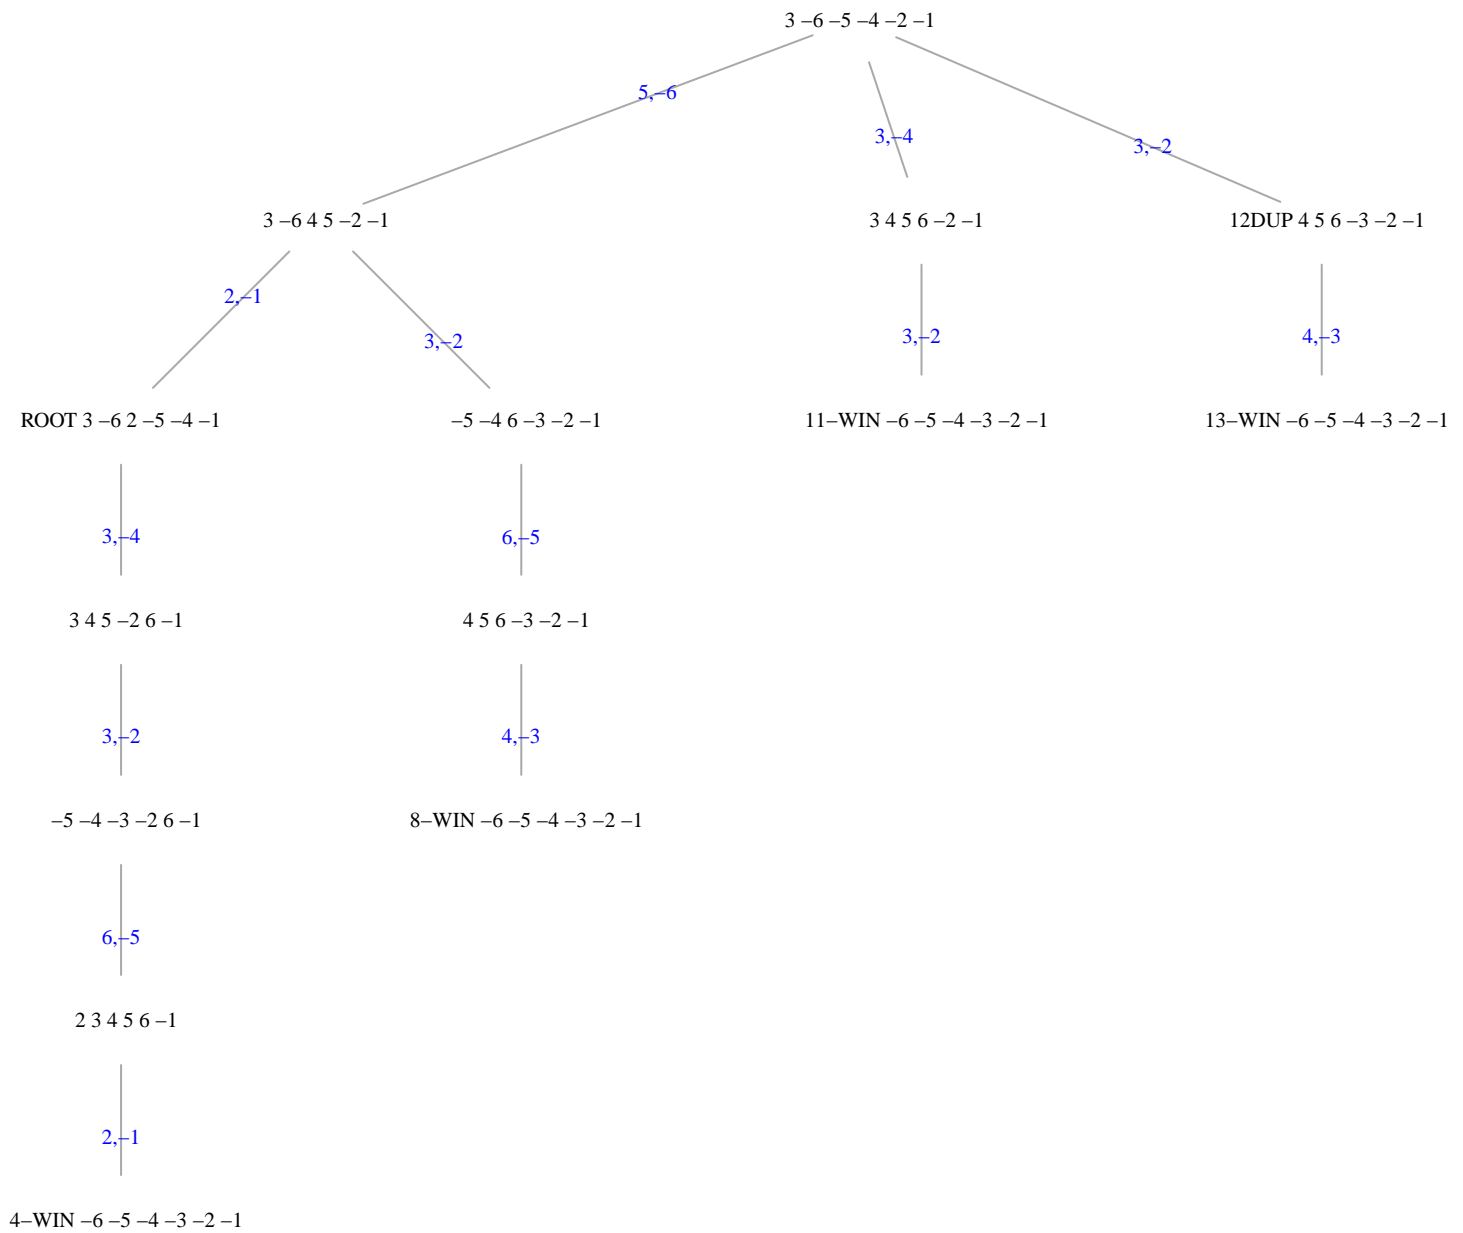 3 –6 –5 –4 –2 –1
5,–6
3,–4
3,–2
3 –6 4 5 –2 –1
3 4 5 6 –2 –1
12DUP 4 5 6 –3 –2 –1
2,–1
3,–2
3,–2
4,–3
ROOT 3 –6 2 –5 –4 –1
–5 –4 6 –3 –2 –1
11–WIN –6 –5 –4 –3 –2 –1
13–WIN –6 –5 –4 –3 –2 –1
3,–4
6,–5
3 4 5 –2 6 –1
4 5 6 –3 –2 –1
3,–2
4,–3
–5 –4 –3 –2 6 –1
8–WIN –6 –5 –4 –3 –2 –1
6,–5
2 3 4 5 6 –1
2,–1
4–WIN –6 –5 –4 –3 –2 –1